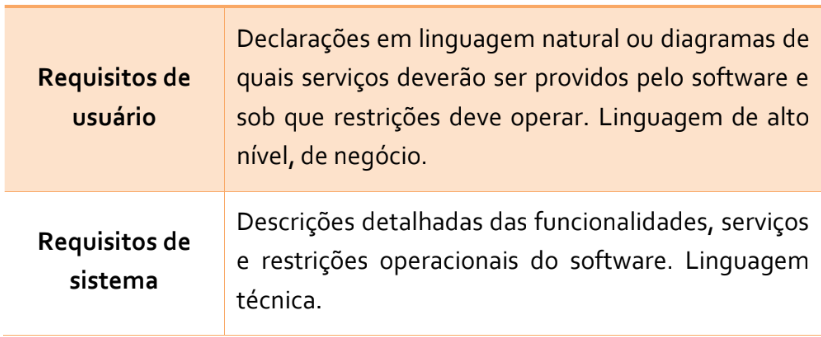 Requisitos de
usuário
Declarações em linguagem natural ou diagramas de
quais serviços deverão ser providos pelo software e
sob que restrições deve operar. Linguagem de alto
nível, de negócio.
Requisitos de
sistema
Descrições detalhadas das funcionalidades, serviços
e restrições operacionais do software. Linguagem
técnica.